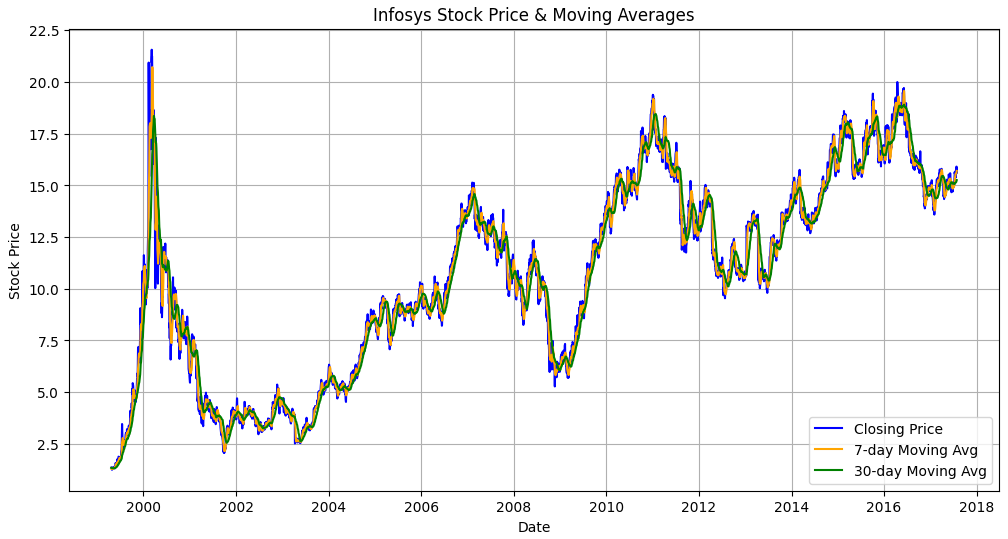 Infosys Stock Price & Moving Averages
Stock Price
22.5
20.0
17.5
15.0
12.5
10.0
7.5
5.0
2.5
Closing Price
7-day Moving Avg
30-day Moving Avg
2000 2002 2004 2006 2008 2010 2012 2014 2016 2018
Date